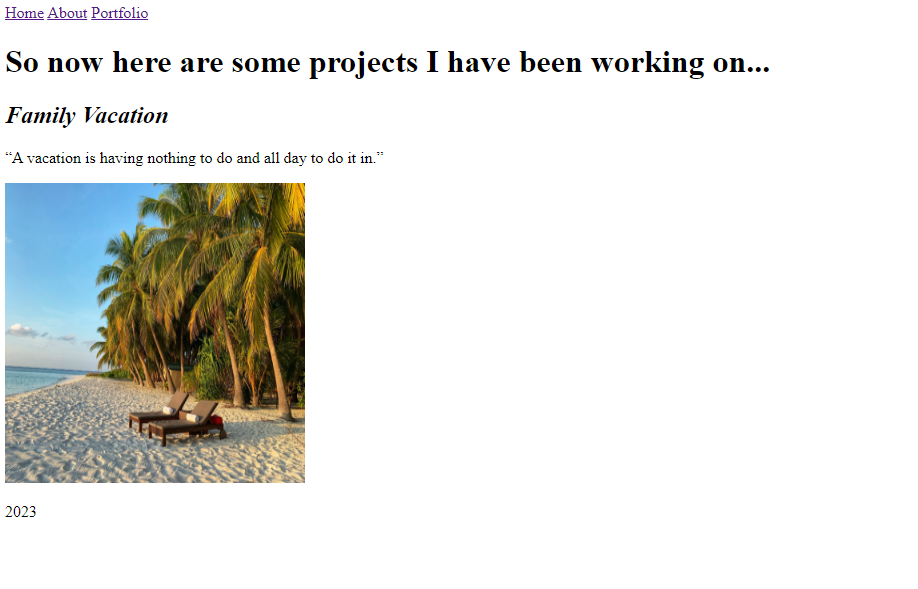 Home About Portfolio
So now here are some projects I have been working on...
Family Vacation
“A vacation is having nothing to do and all day to do it in.”
2023